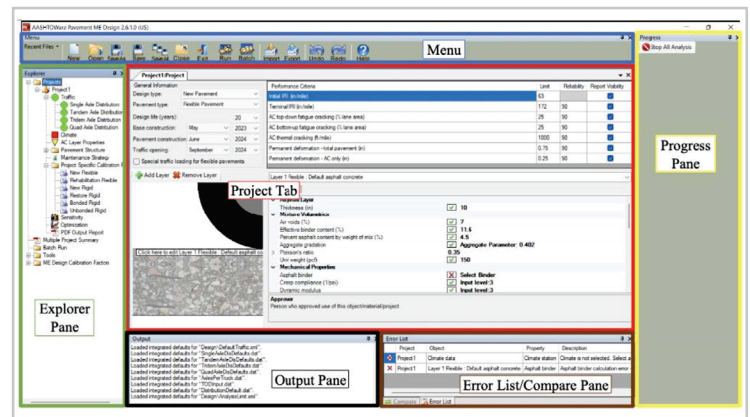 AASHTOWare Pavement ME Design 2.6.1.0 (US)
Menu
Recent Files
New Open SaveAs Save SaveAll Close Exit Run Batch Import Export Undo Redo Help
Menu
Progress
Stop All Analysis
Progress
Pane
Explorer
Projects
Project1
Traffic
Single Axle Distribution
Tandem Axle Distributi
Tridem Axle Distributio
Quad Axle Distribution
Climate
AC Layer Properties
Pavement Structure
Maintenance Strategy
Project Specific Calibration F
New Flexible
Rehabilitation Flexible
New Rigid
Restore Rigid
Bonded Rigid
Unbonded Rigid
Sensitivity
Optimization
PDF Output Report
Multiple Project Summary
Batch Run
Tools
ME Design Calibration Factors
Explorer
Pane
Project1:Project
General Information
Design type: New Pavement
Pavement type: Flexible Pavement
Design life (years): 20
Base construction: May 2023
Pavement construction: June 2024
Traffic opening: September 2024
Special traffic loading for flexible pavements
Add Layer Remove Layer
Performance Criteria Limit Reliability Report Visibility
Initial IRI (in/mile) 63
Terminal IRI (in/mile) 172 90
AC top-down fatigue cracking (% lane area) 25 90
AC bottom-up fatigue cracking (% lane area) 25 90
AC thermal cracking (ft/mile) 1000 90
Permanent deformation - total pavement (in) 0.75 90
Permanent deformation - AC only (in) 0.25 90
Project Tab
Click here to edit Layer 1 Flexible : Default asphalt co
Layer 1 Flexible : Default asphalt concrete
Thickness (in) 10
Mixture Volumetrics
Air voids (%) 7
Effective binder content (%) 11.6
Percent asphalt content by weight of mix (%) 4.5
Aggregate gradation Aggregate Parameter: 0.402
Poisson's ratio 0.35
Unit weight (pcf) 150
Mechanical Properties
Asphalt binder Select Binder
Creep compliance (1/psi) Input level:3
Dynamic modulus Input level:3
Approver
Person who approved use of this object/material/project
Output
Loaded integrated defaults for "Design\DefaultTraffic.xml".
Loaded integrated defaults for "SingleAxleDisDefaults.dat".
Loaded integrated defaults for "TandemAxleDisDefaults.dat".
Loaded integrated defaults for "TridemAxleDisDefaults.dat".
Loaded integrated defaults for "QuadAxleDisDefaults.dat".
Loaded integrated defaults for "AxlesPerTruck.dat".
Loaded integrated defaults for "TODInput.dat".
Loaded integrated defaults for "DistributionDefault.dat".
Loaded integrated defaults for "Design\AnalysisLimit.xml"
Output Pane
Error List
Project Object Property Description
Project1 Climate data Climate station Climate is not selected. Select a
Project1 Layer 1 Flexible : Default asphalt concrete Asphalt binder Asphalt binder calculation error
Error List/Compare Pane
Compare Error List